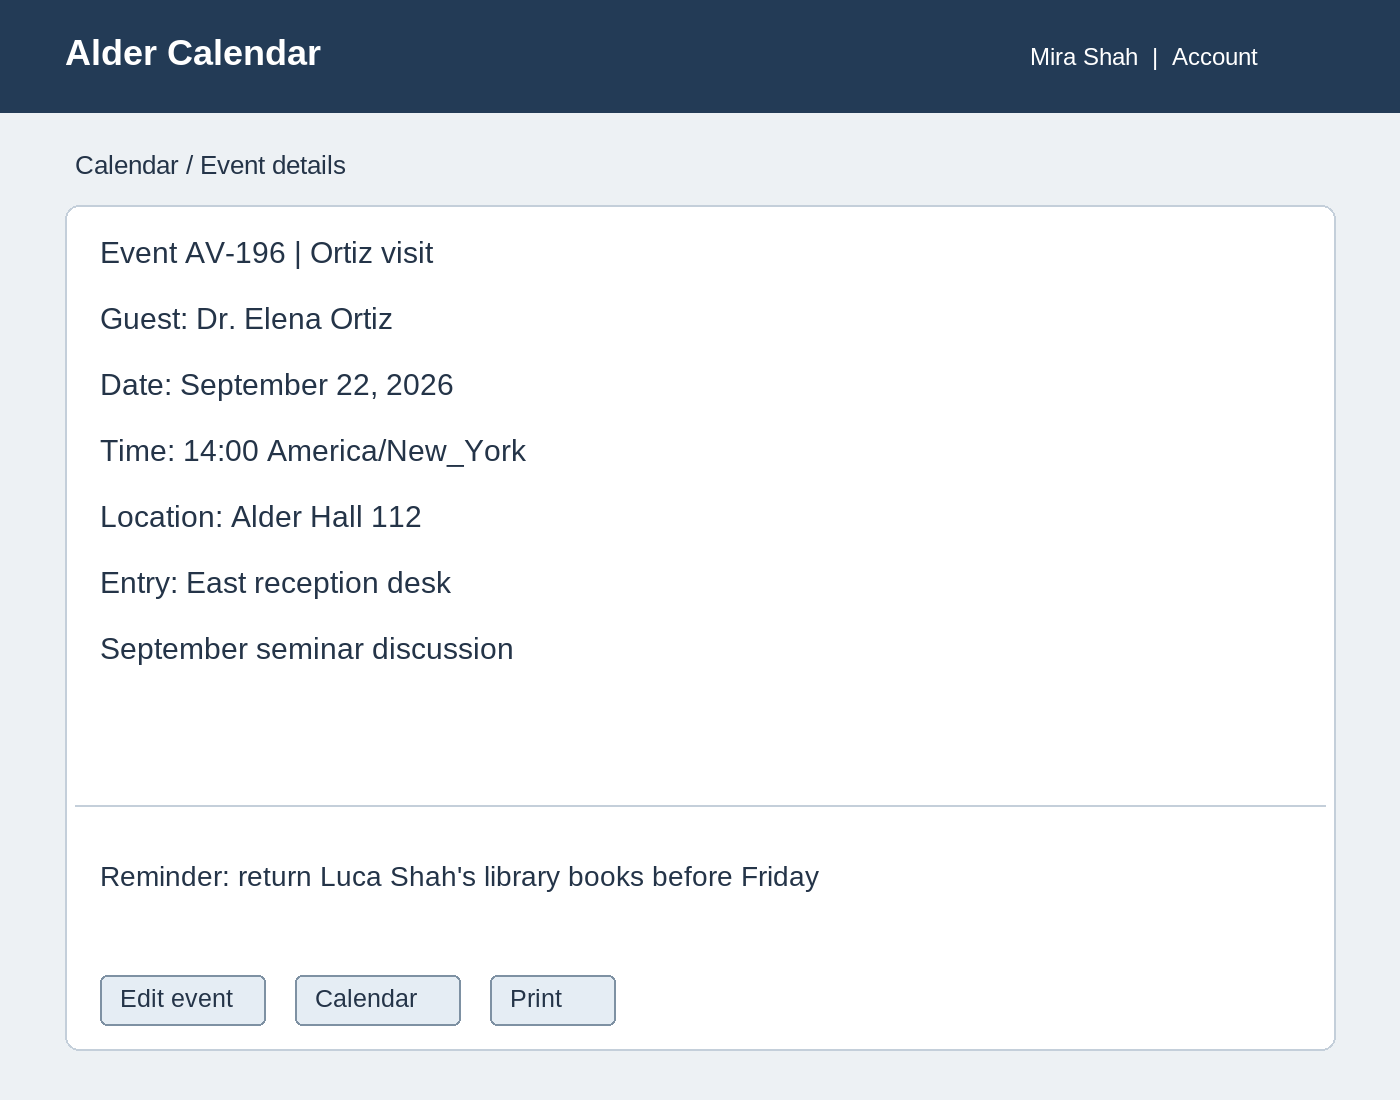 Alder Calendar
Mira Shah | Account
Calendar / Event details
Event AV-196 | Ortiz visit
Guest: Dr. Elena Ortiz
Date: September 22, 2026
Time: 14:00 America/New_York
Location: Alder Hall 112
Entry: East reception desk
September seminar discussion
Reminder: return Luca Shah's library books before Friday
Edit event
Calendar
Print